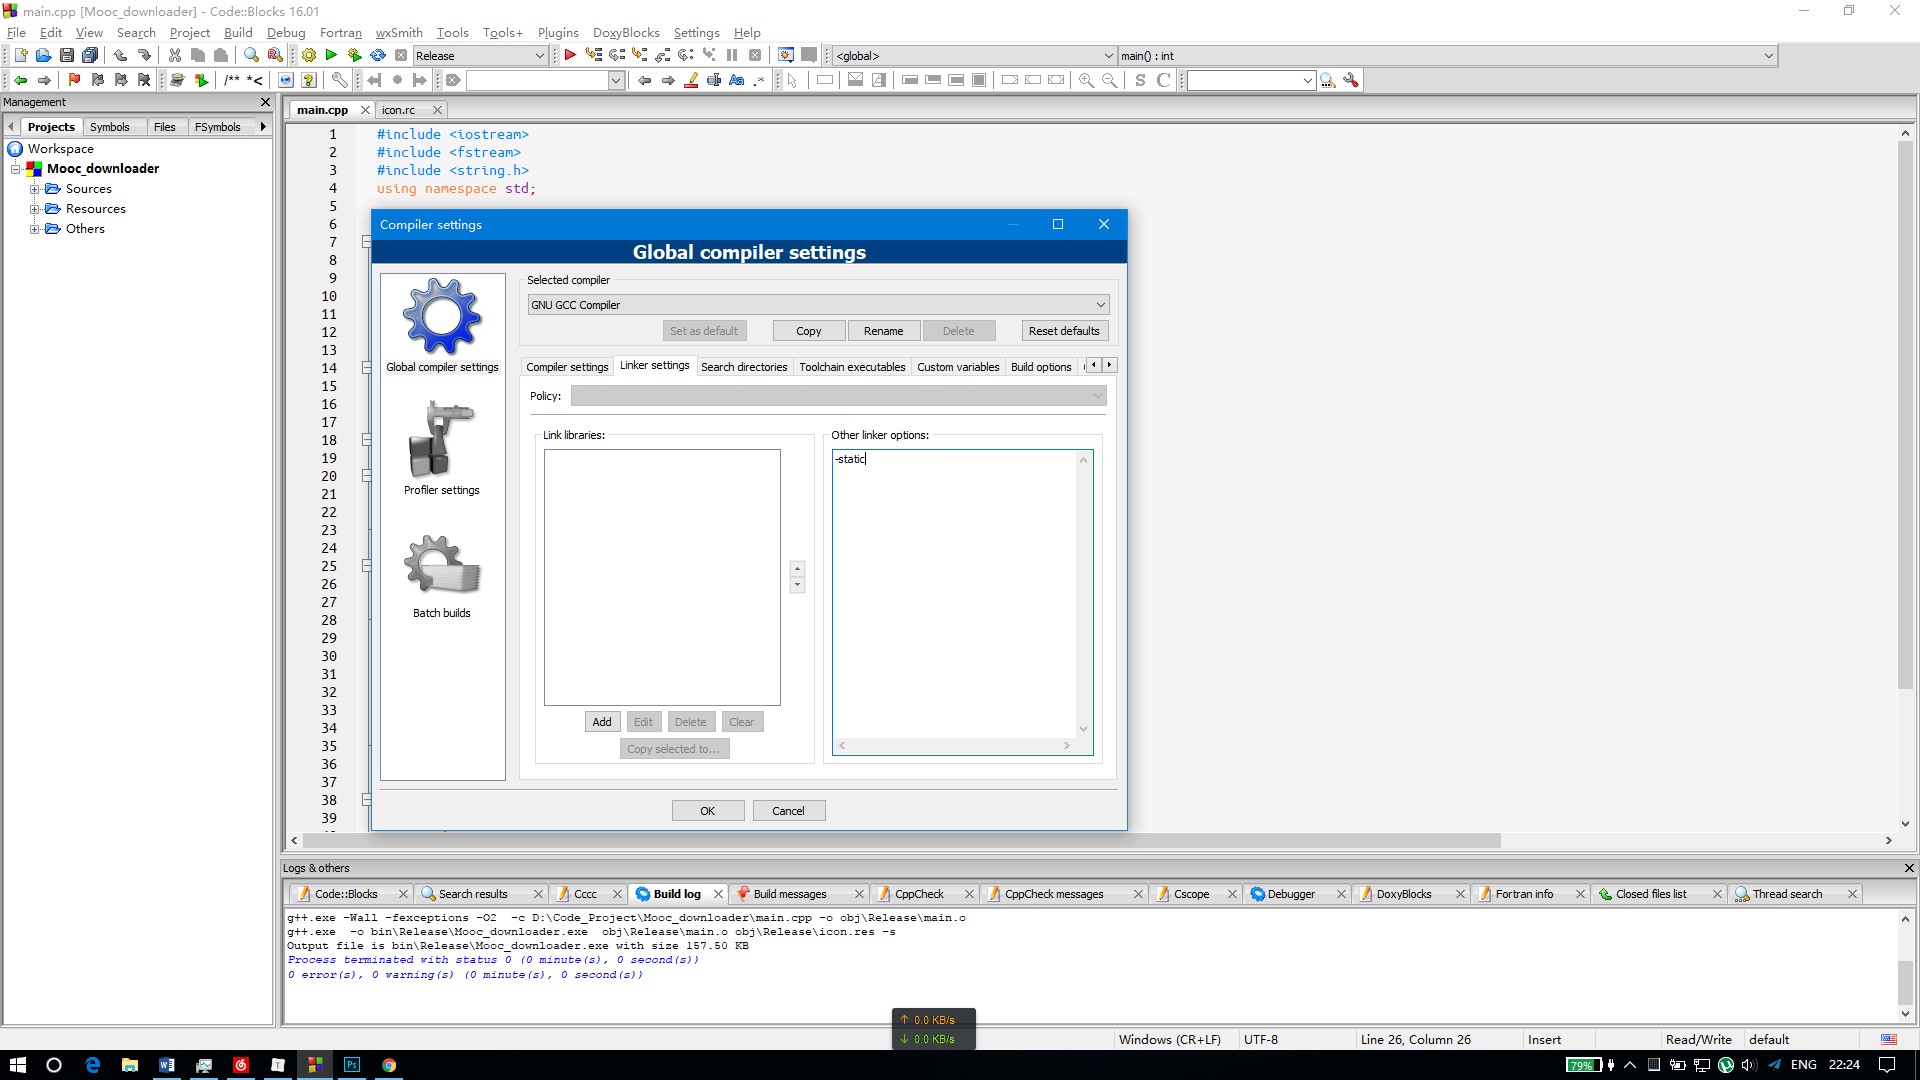 main.cpp [Mooc_downloader] - Code::Blocks 16.01
File Edit View Search Project Build Debug Fortran wxSmith Tools Tools+ Plugins DoxyBlocks Settings Help
Release
<global>
main() : int
/** *<
.*
S C
Management
Projects Symbols Files FSymbols
Workspace
Mooc_downloader
Sources
Resources
Others
main.cpp icon.rc
1 #include <iostream>
2 #include <fstream>
3 #include <string.h>
4 using namespace std;
5
6
7
8
9
10
11
12
13
14
15
16
17
18
19
20
21
22
23
24
25
26
27
28
29
30
31
32
33
34
35
36
37
38
39
Compiler settings
Global compiler settings
Global compiler settings
Profiler settings
Batch builds
Selected compiler
GNU GCC Compiler
Set as default Copy Rename Delete Reset defaults
Compiler settings Linker settings Search directories Toolchain executables Custom variables Build options
Policy:
Link libraries:
Other linker options:
-static
Add Edit Delete Clear
Copy selected to...
OK Cancel
Logs & others
Code::Blocks Search results Cccc Build log Build messages CppCheck CppCheck messages Cscope Debugger DoxyBlocks Fortran info Closed files list Thread search
g++.exe -Wall -fexceptions -O2  -c D:\Code_Project\Mooc_downloader\main.cpp -o obj\Release\main.o
g++.exe  -o bin\Release\Mooc_downloader.exe  obj\Release\main.o obj\Release\icon.res -s
Output file is bin\Release\Mooc_downloader.exe with size 157.50 KB
Process terminated with status 0 (0 minute(s), 0 second(s))
0 error(s), 0 warning(s) (0 minute(s), 0 second(s))
↑ 0.0 KB/s
↓ 0.0 KB/s
Windows (CR+LF) UTF-8 Line 26, Column 26 Insert Read/Write default
79% ENG 22:24